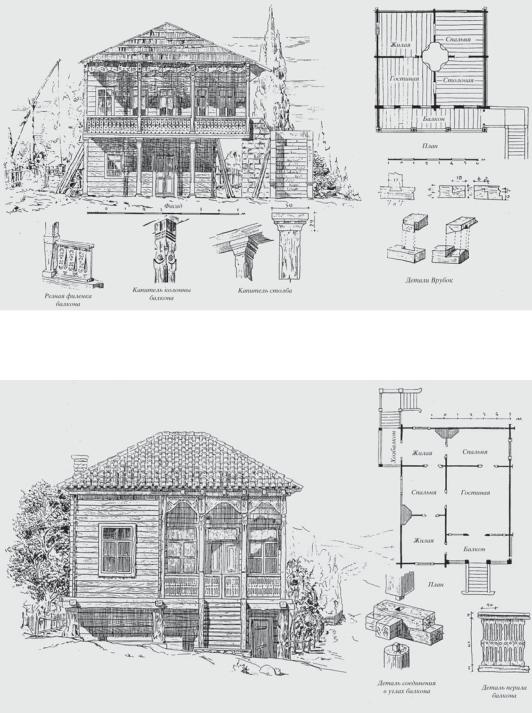 Жилая
Спальня
Гостиная
Столовая
Балкон
План
Фасад
Резная филенка
балкона
Капитель колонны
балкона
Капитель столба
Детали Врубок
Хозбалкон
Жилая
Спальня
Спальня
Гостиная
Жилая
Балкон
План
Деталь соединения
в углах балкона
Деталь перила
балкона